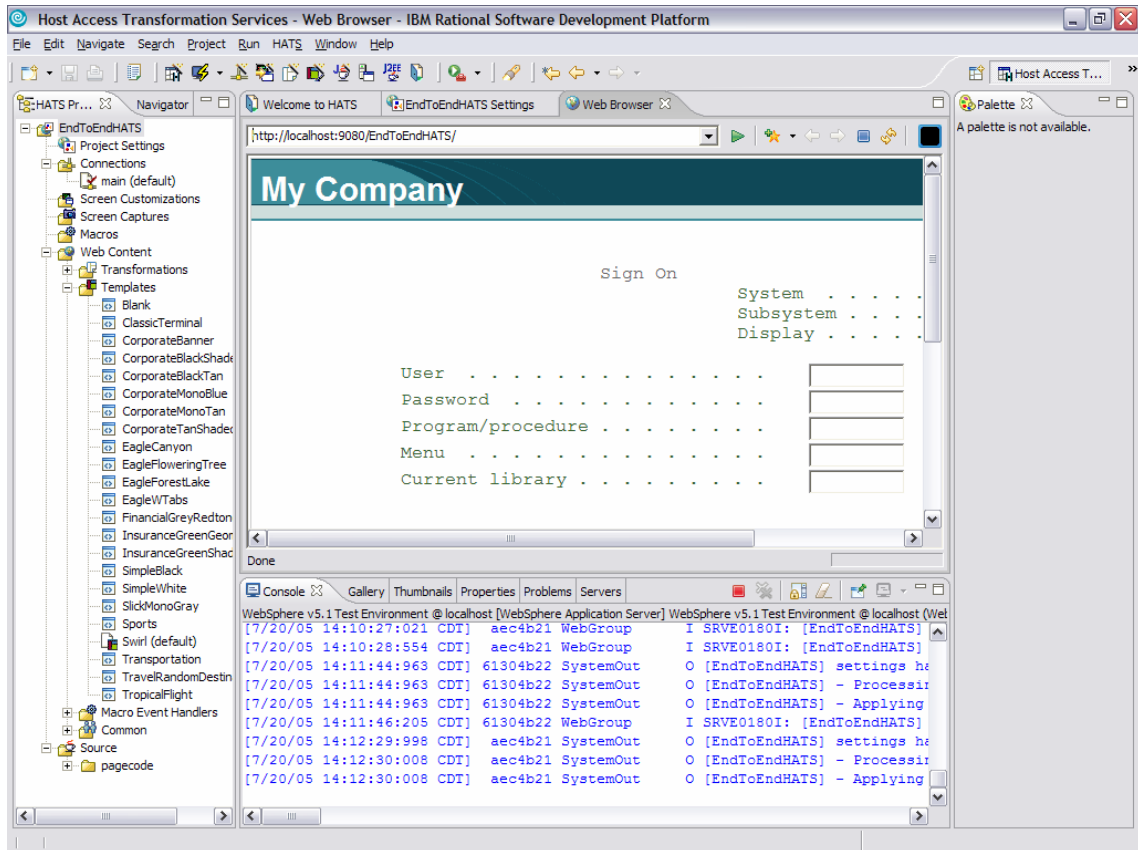 Host Access Transformation Services - Web Browser - IBM Rational Software Development Platform
File Edit Navigate Search Project Run HATS Window Help
Host Access T... »
HATS Pr... Navigator
EndToEndHATS
Project Settings
Connections
main (default)
Screen Customizations
Screen Captures
Macros
Web Content
Transformations
Templates
Blank
ClassicTerminal
CorporateBanner
CorporateBlackShade
CorporateBlackTan
CorporateMonoBlue
CorporateMonoTan
CorporateTanShaded
EagleCanyon
EagleFloweringTree
EagleForestLake
EagleWTabs
FinancialGreyRedton
InsuranceGreenGeor
InsuranceGreenShad
SimpleBlack
SimpleWhite
SlickMonoGray
Sports
Swirl (default)
Transportation
TravelRandomDestin
TropicalFlight
Macro Event Handlers
Common
Source
pagecode
Welcome to HATS EndToEndHATS Settings Web Browser
http://localhost:9080/EndToEndHATS/
My Company
Sign On
System . . . . .
Subsystem . . . .
Display . . . . .
User . . . . . . . . . . . . . .
Password . . . . . . . . . . . .
Program/procedure . . . . . . . .
Menu . . . . . . . . . . . . . .
Current library . . . . . . . . .
Done
Console Gallery Thumbnails Properties Problems Servers
WebSphere v5.1 Test Environment @ localhost [WebSphere Application Server] WebSphere v5.1 Test Environment @ localhost (Wel
[7/20/05 14:10:27:021 CDT] aec4b21 WebGroup I SRVE0180I: [EndToEndHATS]
[7/20/05 14:10:28:554 CDT] aec4b21 WebGroup I SRVE0180I: [EndToEndHATS]
[7/20/05 14:11:44:963 CDT] 61304b22 SystemOut O [EndToEndHATS] settings ha
[7/20/05 14:11:44:963 CDT] 61304b22 SystemOut O [EndToEndHATS] - Processin
[7/20/05 14:11:44:963 CDT] 61304b22 SystemOut O [EndToEndHATS] - Applying
[7/20/05 14:11:46:205 CDT] 61304b22 WebGroup I SRVE0180I: [EndToEndHATS]
[7/20/05 14:12:29:998 CDT] aec4b21 SystemOut O [EndToEndHATS] settings ha
[7/20/05 14:12:30:008 CDT] aec4b21 SystemOut O [EndToEndHATS] - Processin
[7/20/05 14:12:30:008 CDT] aec4b21 SystemOut O [EndToEndHATS] - Applying
Palette
A palette is not available.